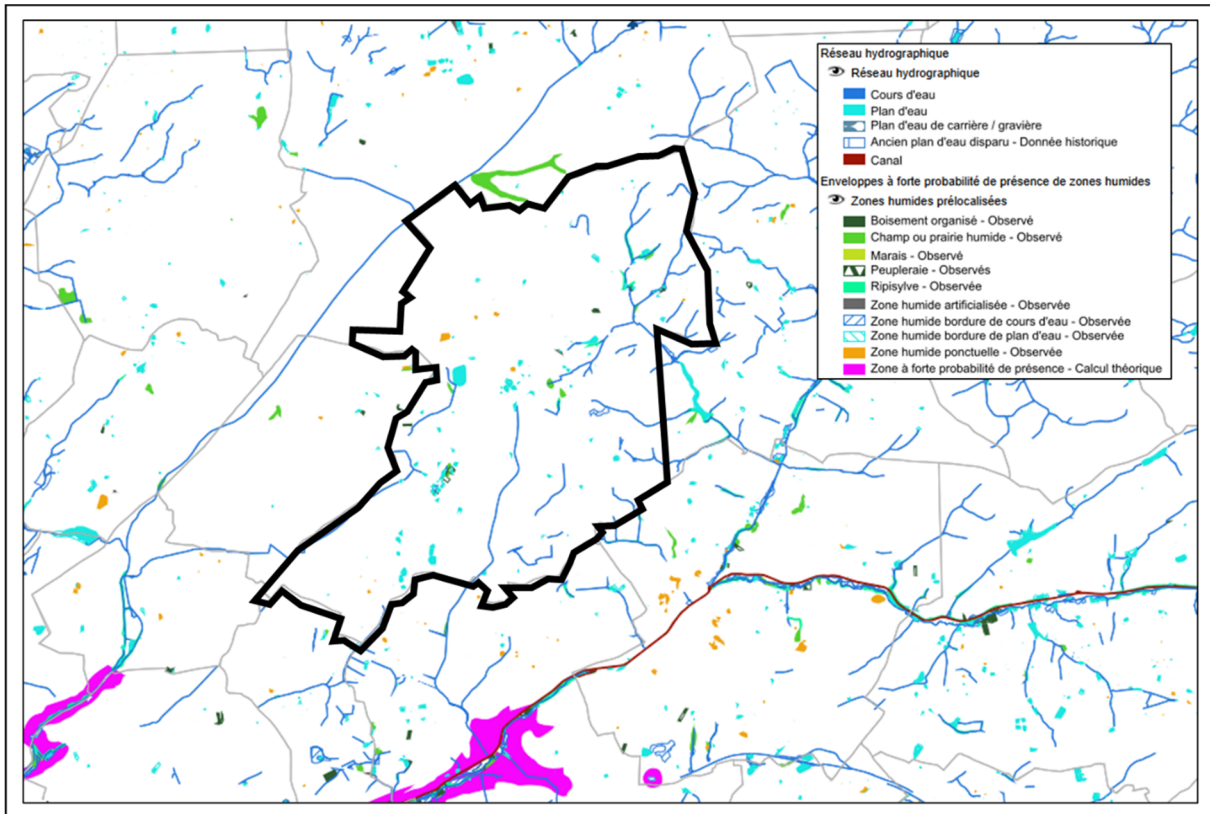 Réseau hydrographique
Réseau hydrographique
Cours d'eau
Plan d'eau
Plan d'eau de carrière / gravière
Ancien plan d'eau disparu - Donnée historique
Canal
Enveloppes à forte probabilité de présence de zones humides
Zones humides prélocalisées
Boisement organisé - Observé
Champ ou prairie humide - Observé
Marais - Observé
Peupleraie - Observés
Ripisylve - Observée
Zone humide artificialisée - Observée
Zone humide bordure de cours d'eau - Observée
Zone humide bordure de plan d'eau - Observée
Zone humide ponctuelle - Observée
Zone à forte probabilité de présence - Calcul théorique